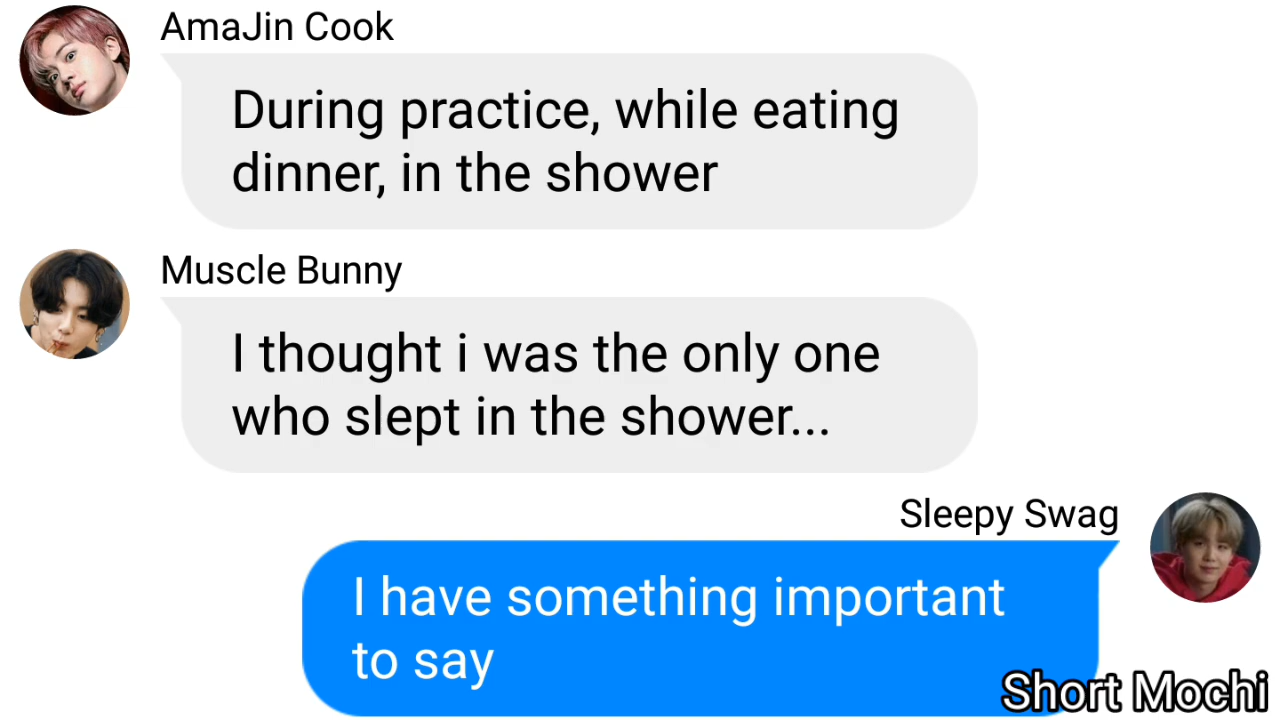 AmaJin Cook
During practice, while eating
dinner, in the shower
Muscle Bunny
I thought i was the only one
who slept in the shower...
Sleepy Swag
I have something important
to say
Short Mochi